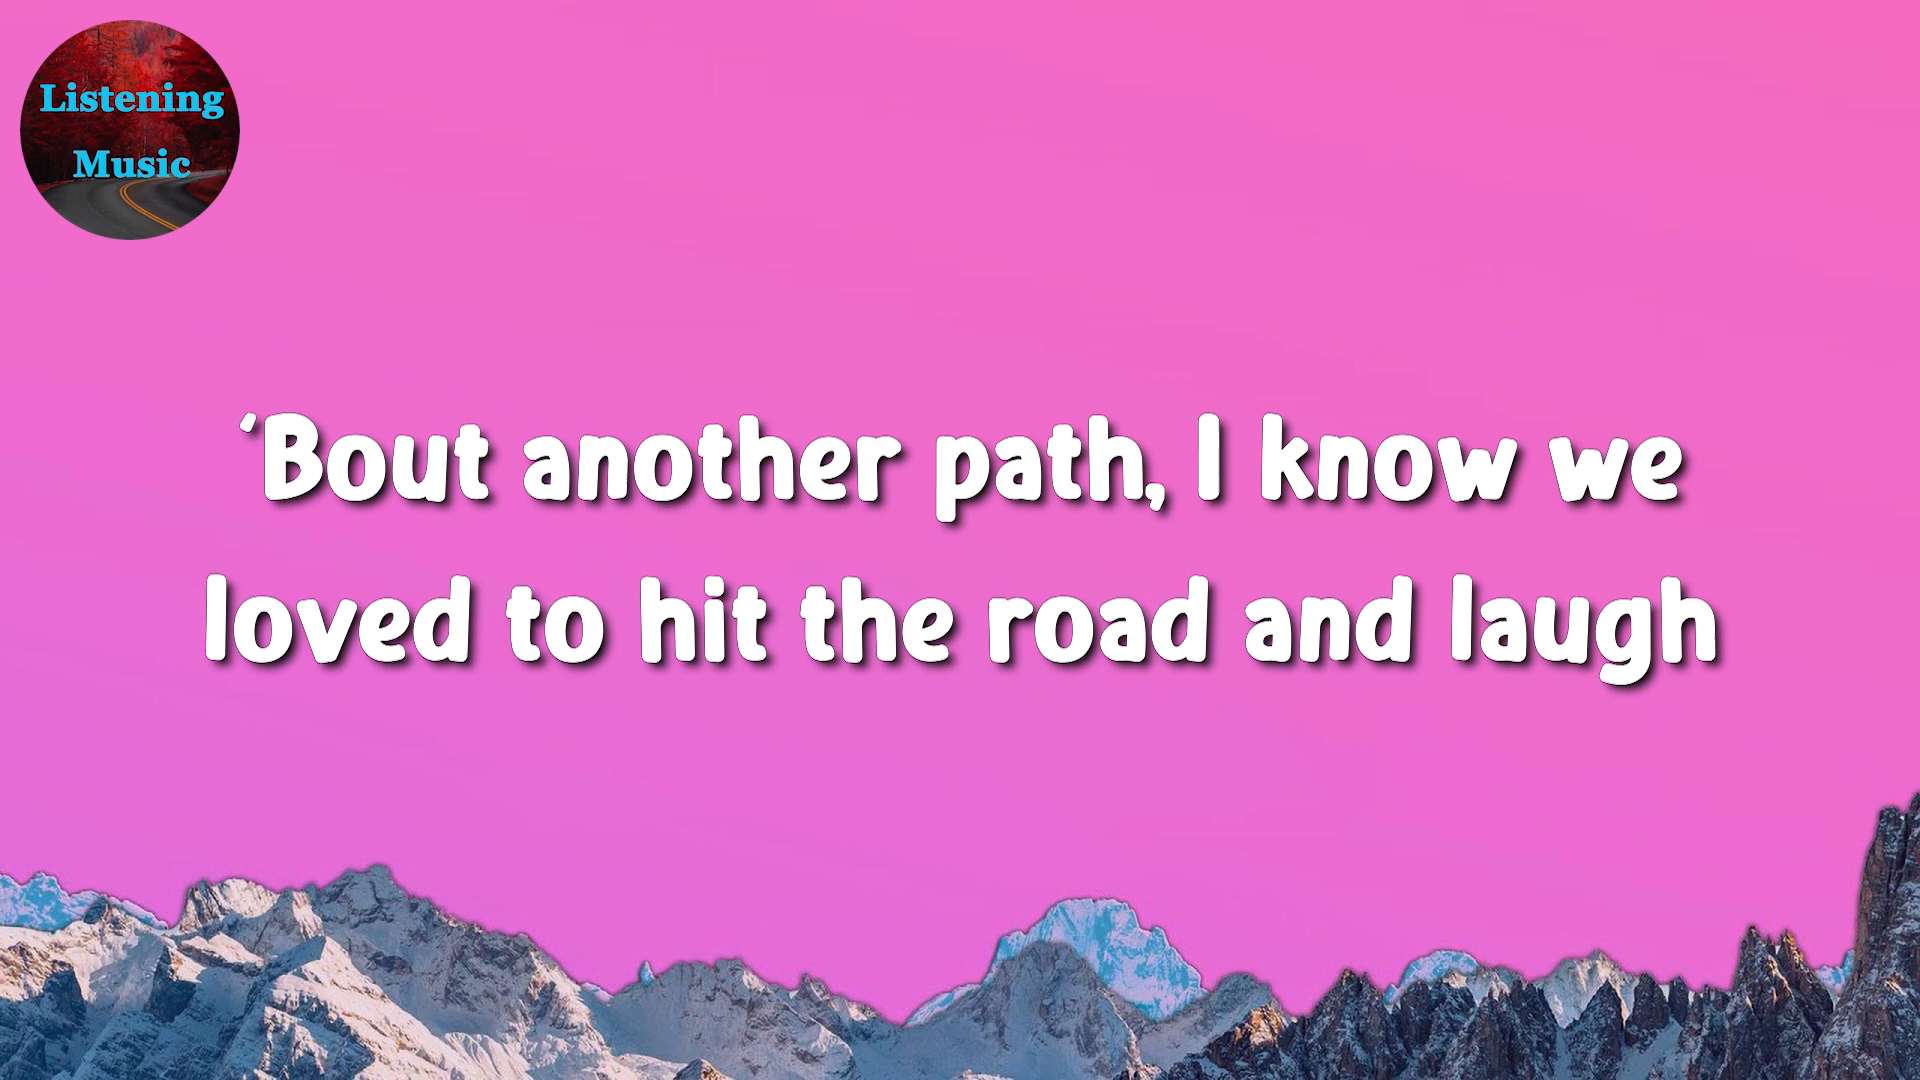 Listening
Music
'Bout another path, I know we
loved to hit the road and laugh